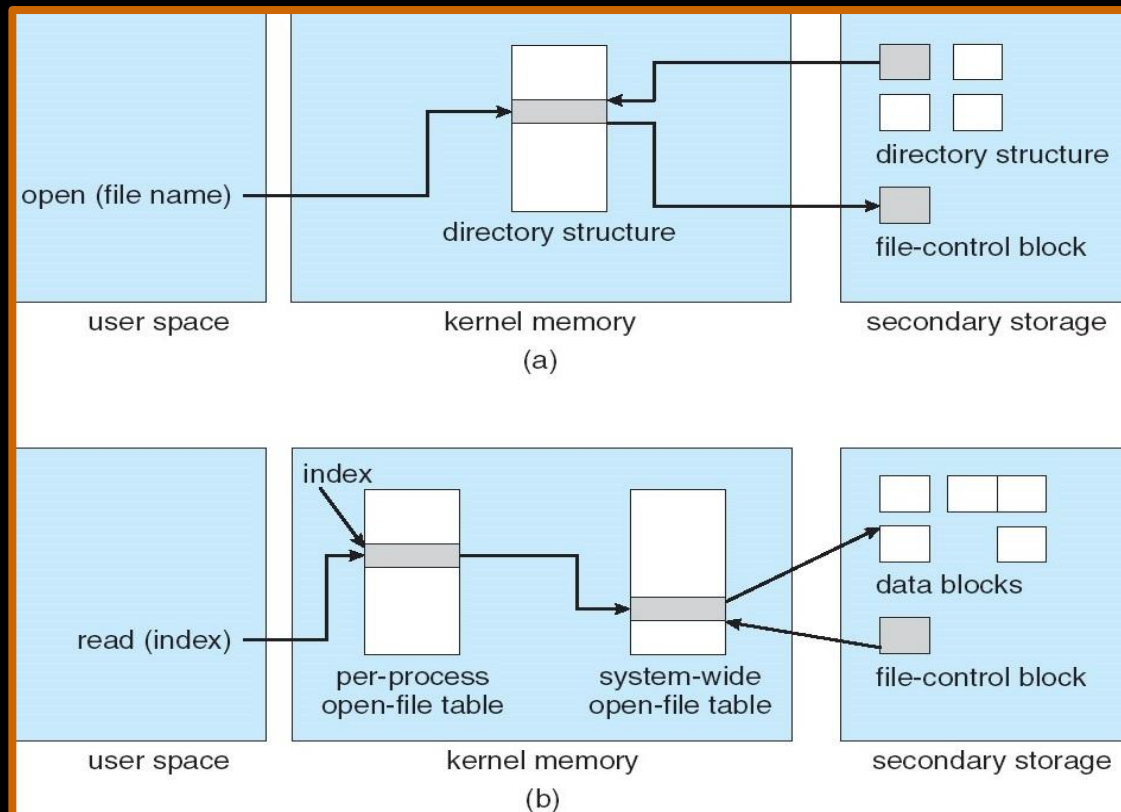 directory structure
open (file name)
directory structure
file-control block
user space
kernel memory
secondary storage
(a)
index
data blocks
read (index)
per-process
open-file table
system-wide
open-file table
file-control block
user space
kernel memory
secondary storage
(b)